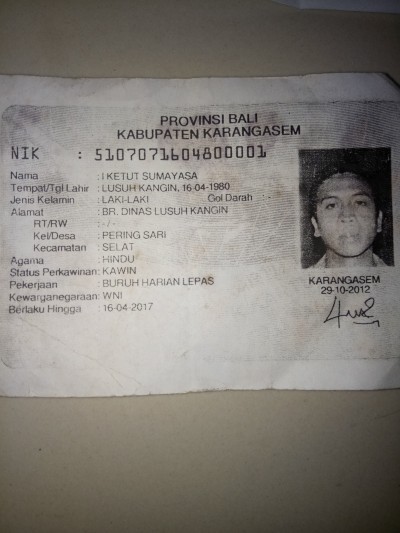 PROVINSI BALI
KABUPATEN KARANGASEM
NIK : 5107071604800001
Nama : I KETUT SUMAYASA
Tempat/Tgl Lahir : LUSUH KANGIN, 16-04-1980
Jenis Kelamin : LAKI-LAKI Gol Darah : -
Alamat : BR. DINAS LUSUH KANGIN
RT/RW : -/-
Kel/Desa : PERING SARI
Kecamatan : SELAT
Agama : HINDU
Status Perkawinan: KAWIN
Pekerjaan : BURUH HARIAN LEPAS
Kewarganegaraan: WNI
Berlaku Hingga : 16-04-2017
KARANGASEM
29-10-2012